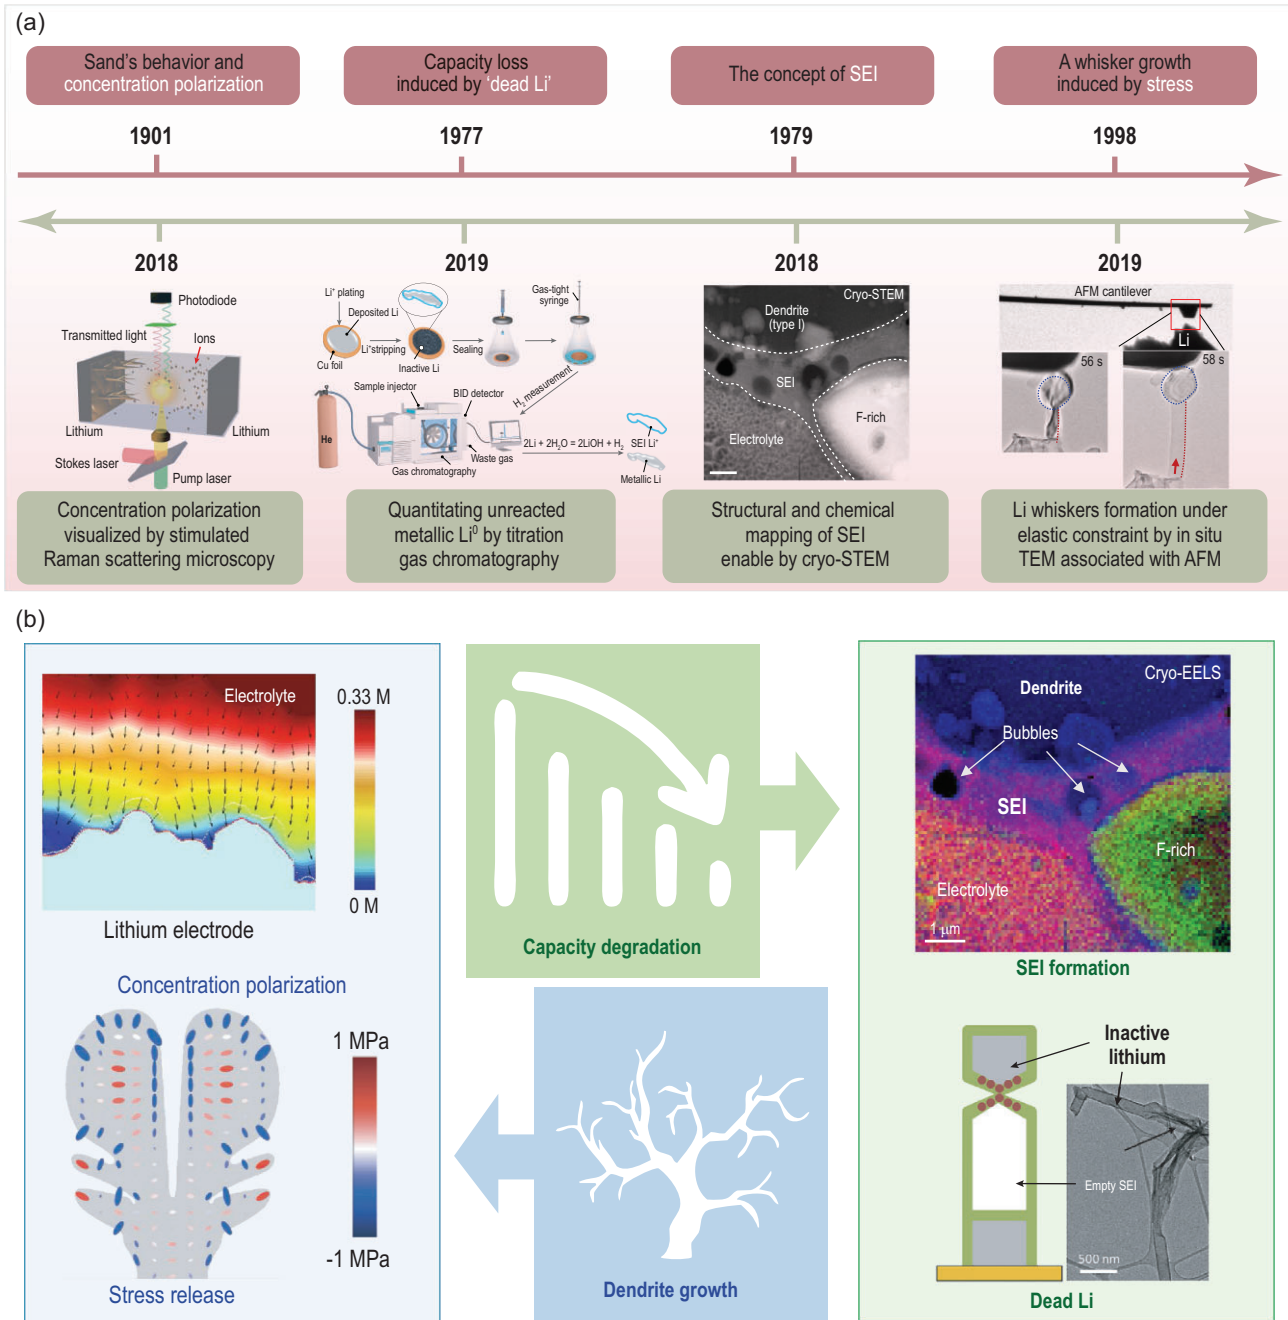 (a)
Sand's behavior and
concentration polarization
Capacity loss
induced by 'dead Li'
The concept of SEI
A whisker growth
induced by stress
1901
1977
1979
1998
2018
2019
2018
2019
Photodiode
Transmitted light
Ions
Lithium
Lithium
Stokes laser
Pump laser
Li⁺ plating
Deposited Li
Cu foil
Li⁺stripping
Inactive Li
Sealing
Gas-tight
syringe
H₂ measurement
Sample injector
BID detector
He
Waste gas
Gas chromatography
2Li + 2H₂O = 2LiOH + H₂
SEI Li⁺
Metallic Li
Cryo-STEM
Dendrite
(type I)
SEI
F-rich
Electrolyte
AFM cantilever
Li
56 s
58 s
Concentration polarization
visualized by stimulated
Raman scattering microscopy
Quantitating unreacted
metallic Li⁰ by titration
gas chromatography
Structural and chemical
mapping of SEI
enable by cryo-STEM
Li whiskers formation under
elastic constraint by in situ
TEM associated with AFM
(b)
Electrolyte
0.33 M
0 M
Lithium electrode
Concentration polarization
1 MPa
-1 MPa
Stress release
Capacity degradation
Dendrite growth
Cryo-EELS
Dendrite
Bubbles
SEI
F-rich
Electrolyte
1 μm
SEI formation
Inactive
lithium
Empty SEI
500 nm
Dead Li